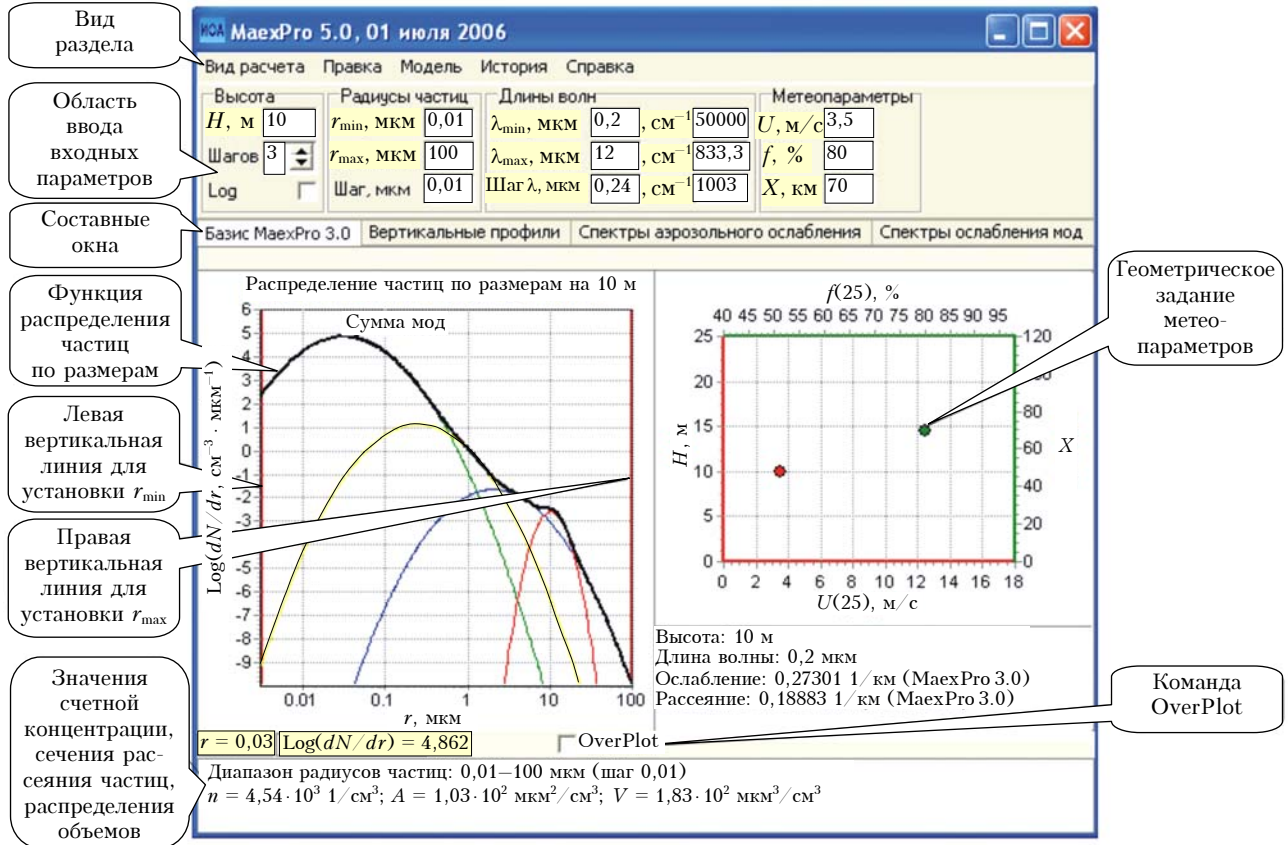 Вид
раздела
Область
ввода
входных
параметров
Составные
окна
Функция
распределения
частиц
по размерам
Левая
вертикальная
линия для
установки rmin
Правая
вертикальная
линия для
установки rmax
Значения
счетной
концентрации,
сечения рас-
сеяния частиц,
распределения
объемов
ИОА MaexPro 5.0, 01 июля 2006
Вид расчета Правка Модель История Справка
Высота Радиусы частиц Длины волн Метеопараметры
H, м 10 rmin, мкм 0,01 λmin, мкм 0,2 , см⁻¹ 50000 U, м/с 3,5
Шагов 3 rmax, мкм 100 λmax, мкм 12 , см⁻¹ 833,3 f, % 80
Log Шаг, мкм 0,01 Шаг λ, мкм 0,24 , см⁻¹ 1003 X, км 70
Базис MaexPro 3.0 Вертикальные профили Спектры аэрозольного ослабления Спектры ослабления мод
Распределение частиц по размерам на 10 м
Сумма мод
Log(dN/dr, см⁻³ · мкм⁻¹)
6
5
4
3
2
1
0
-1
-2
-3
-5
-6
-7
-8
-9
0.01 0.1 1 10 100
r, мкм
f(25), %
40 45 50 55 60 65 70 75 80 85 90 95
25
20
15
10
5
0
H, м
120
80
60
40
20
0
X
0 2 4 6 8 10 12 14 16 18
U(25), м/с
Высота: 10 м
Длина волны: 0,2 мкм
Ослабление: 0,27301 1/км (MaexPro 3.0)
Рассеяние: 0,18883 1/км (MaexPro 3.0)
r = 0,03 Log(dN/dr) = 4,862 OverPlot
Диапазон радиусов частиц: 0,01–100 мкм (шаг 0,01)
n = 4,54·10³ 1/см³; A = 1,03·10² мкм²/см³; V = 1,83·10² мкм³/см³
Геометрическое
задание
метео-
параметров
Команда
OverPlot